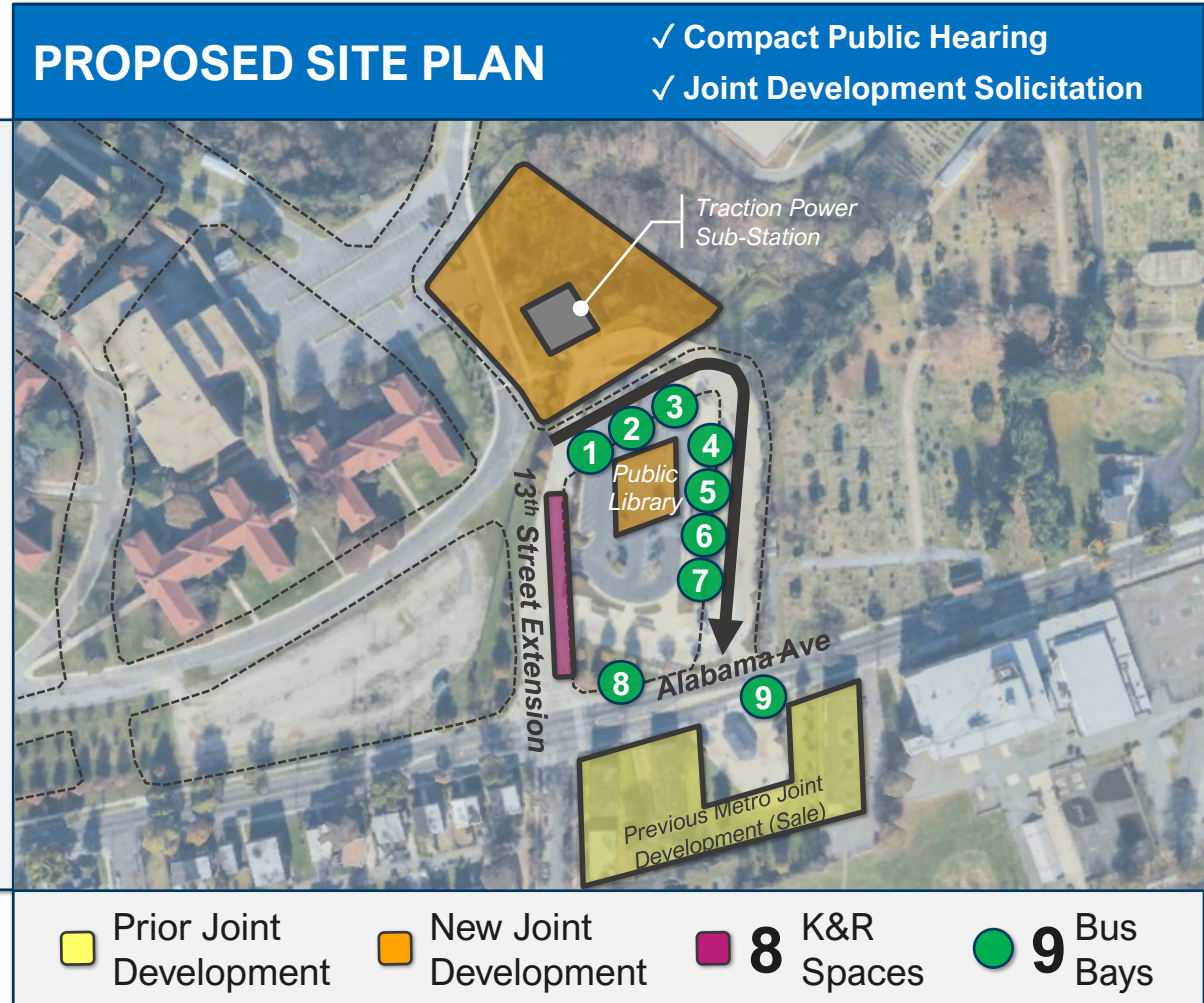 PROPOSED SITE PLAN
✓ Compact Public Hearing
✓ Joint Development Solicitation
Traction Power
Sub-Station
1
2
3
4
5
6
7
Public
Library
13th Street Extension
8
Alabama Ave
9
Previous Metro Joint
Development (Sale)
Prior Joint
Development
New Joint
Development
8 K&R
Spaces
9 Bus
Bays